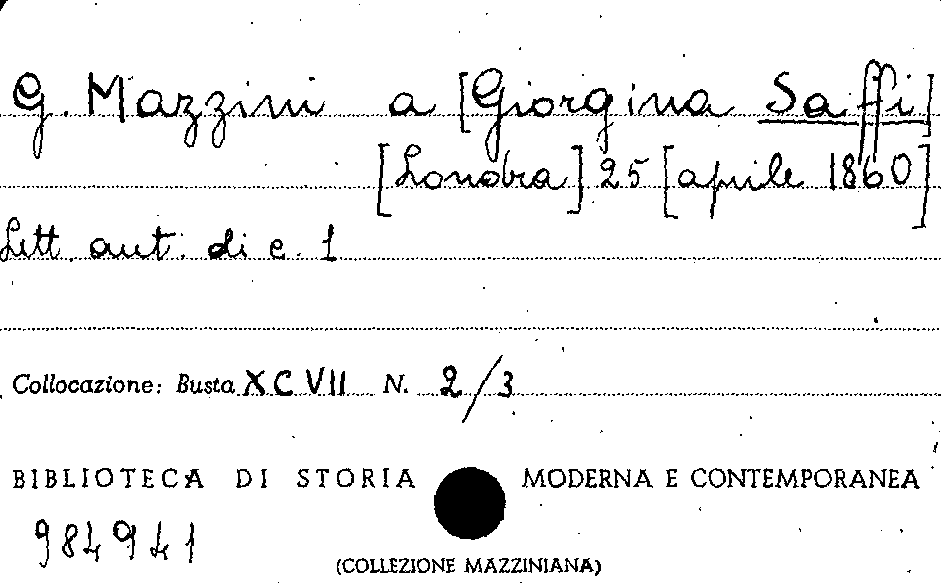 G. Mazzini a [Giorgina Saffi]
[Londra] 25 [aprile 1860]
Lett. aut. di c. 1
Collocazione: Busta XCVII N. 2/3
BIBLIOTECA DI STORIA MODERNA E CONTEMPORANEA
984941
(COLLEZIONE MAZZINIANA)